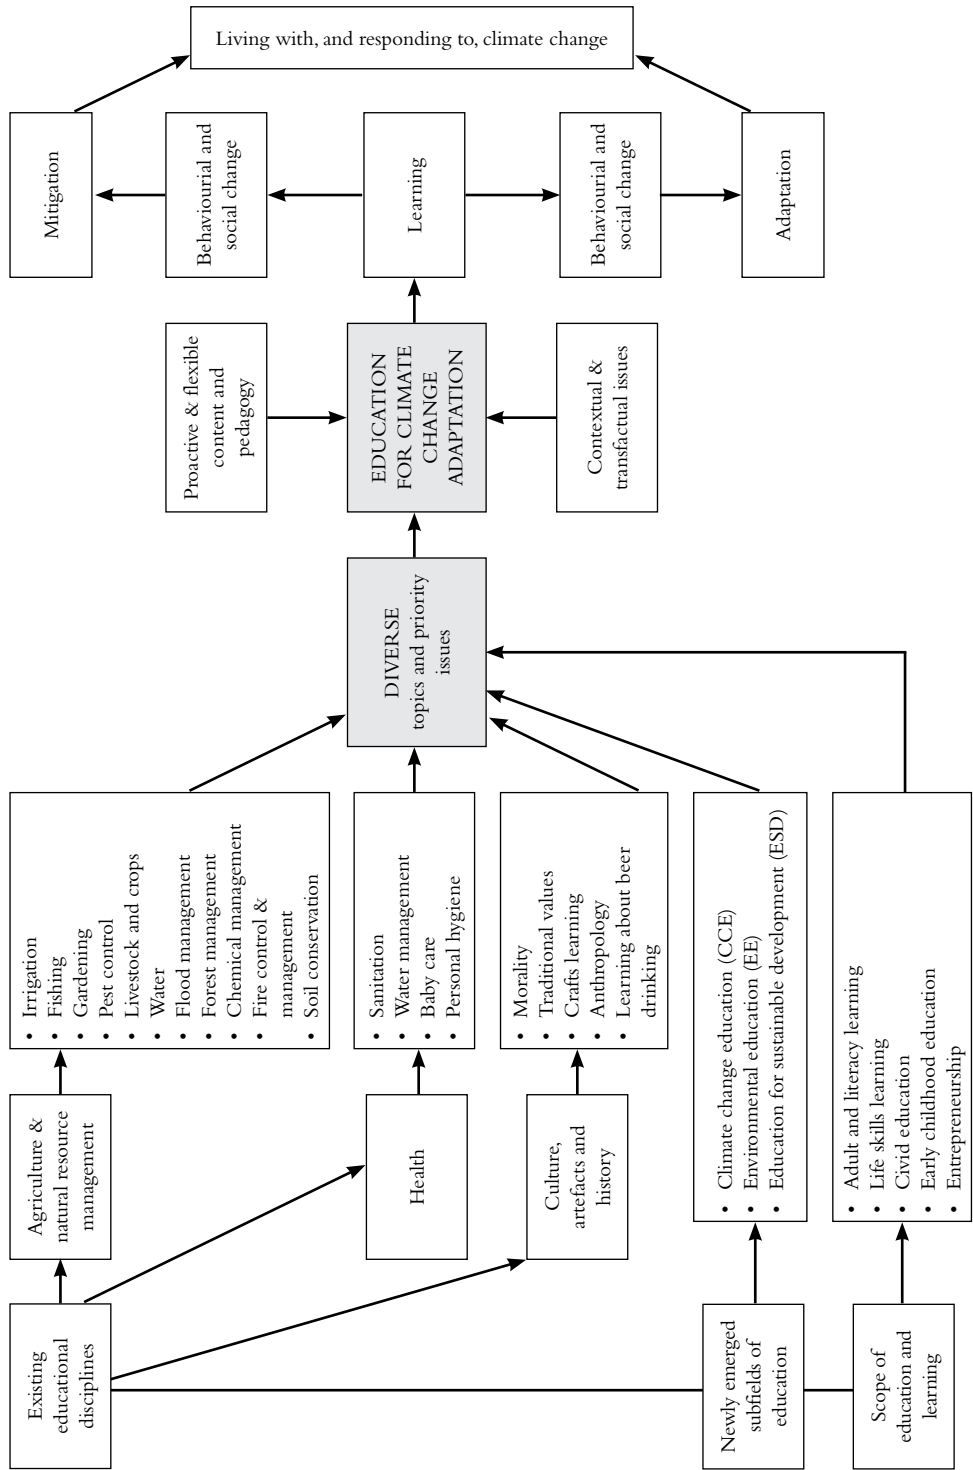 Existing
educational
disciplines
Newly emerged
subfields of
education
Scope of
education and
learning
Agriculture &
natural resource
management
Health
Culture,
artefacts and
history
• Irrigation
• Fishing
• Gardening
• Pest control
• Livestock and crops
• Water
• Flood management
• Forest management
• Chemical management
• Fire control &
management
• Soil conservation
• Sanitation
• Water management
• Baby care
• Personal hygiene
• Morality
• Traditional values
• Crafts learning
• Anthropology
• Learning about beer
drinking
• Climate change education (CCE)
• Environmental education (EE)
• Education for sustainable development (ESD)
• Adult and literacy learning
• Life skills learning
• Civid education
• Early childhood education
• Entrepreneurship
DIVERSE
topics and priority
issues
Proactive & flexible
content and
pedagogy
EDUCATION
FOR CLIMATE
CHANGE
ADAPTATION
Contextual &
transfactual issues
Mitigation
Behaviourial and
social change
Learning
Behaviourial and
social change
Adaptation
Living with, and responding to, climate change